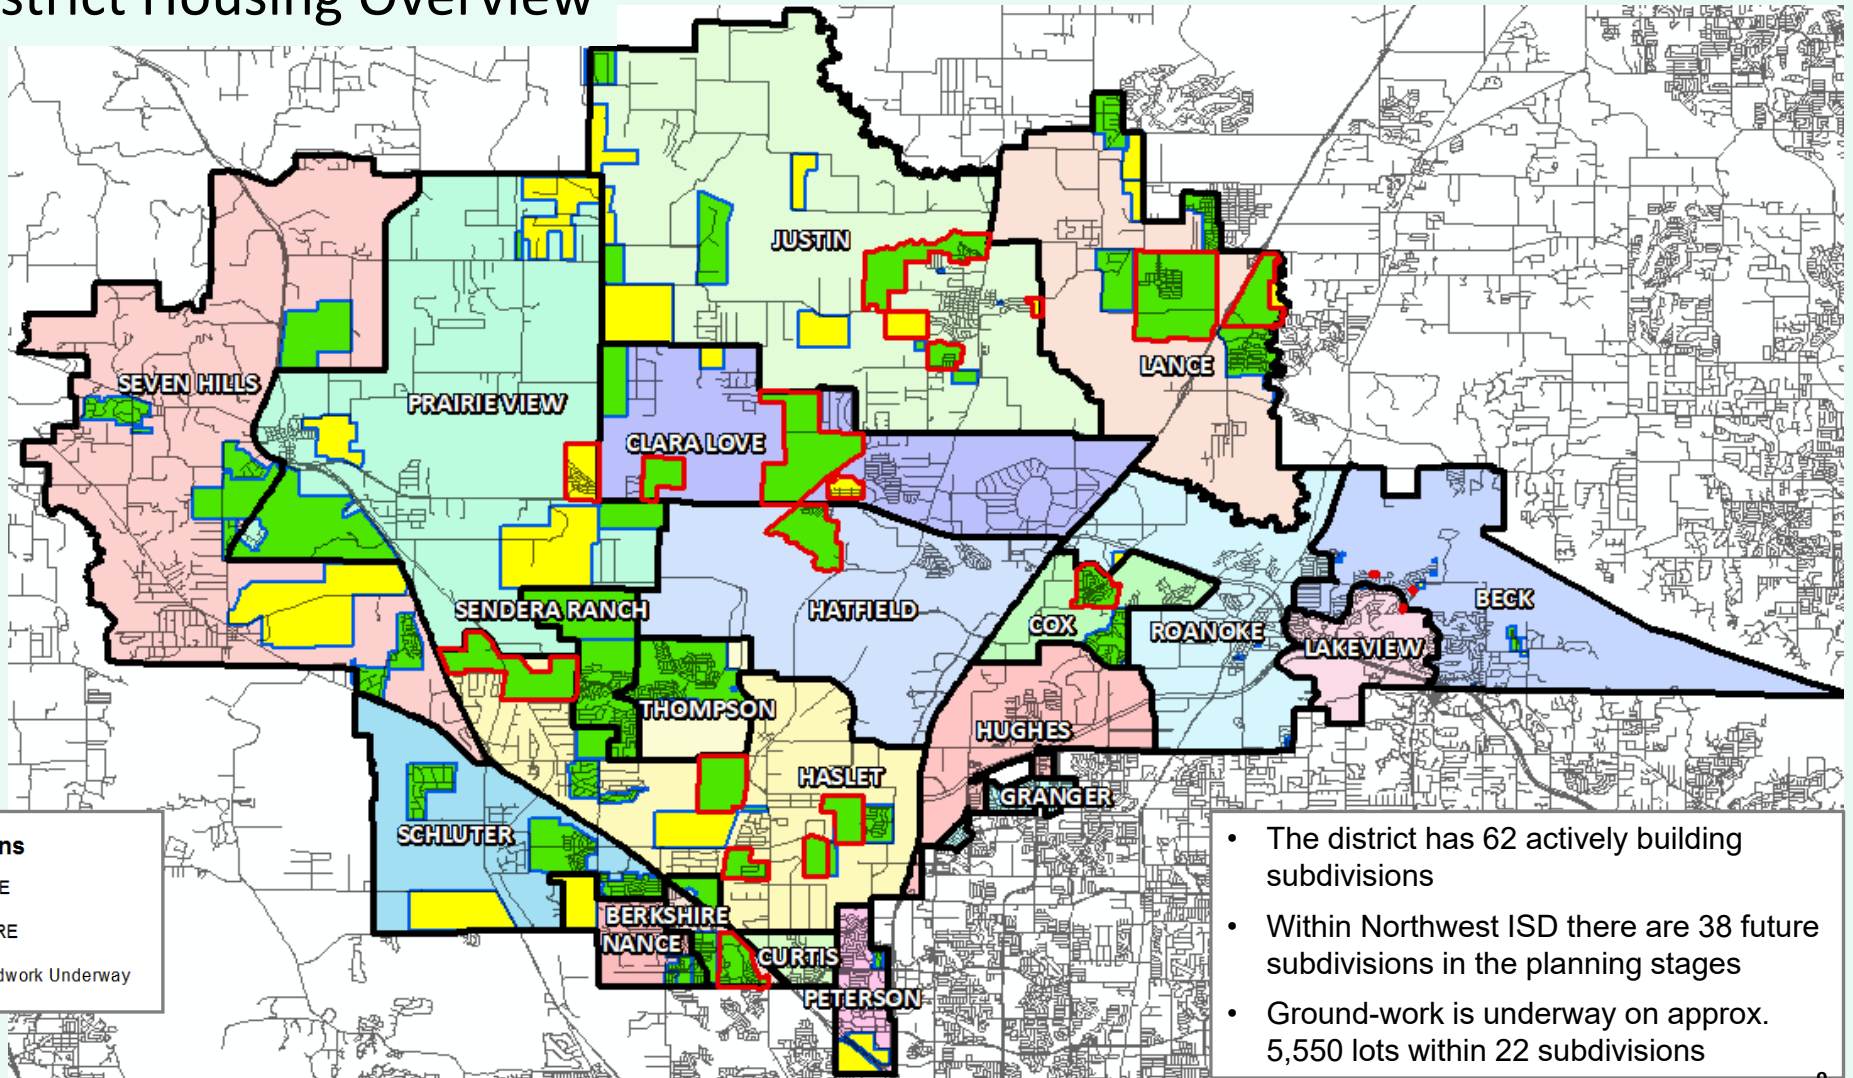 strict Housing Overview
JUSTIN
LANCE
SEVEN HILLS
PRAIRIE VIEW
CLARA LOVE
SENDERA RANCH
HATFIELD
COX
ROANOKE
BECK
LAKEVIEW
THOMPSON
HUGHES
HASLET
GRANGER
SCHLUTER
BERKSHIRE
NANCE
CURTIS
PETERSON
ns
E
RE
dwork Underway
• The district has 62 actively building
subdivisions
• Within Northwest ISD there are 38 future
subdivisions in the planning stages
• Ground-work is underway on approx.
5,550 lots within 22 subdivisions